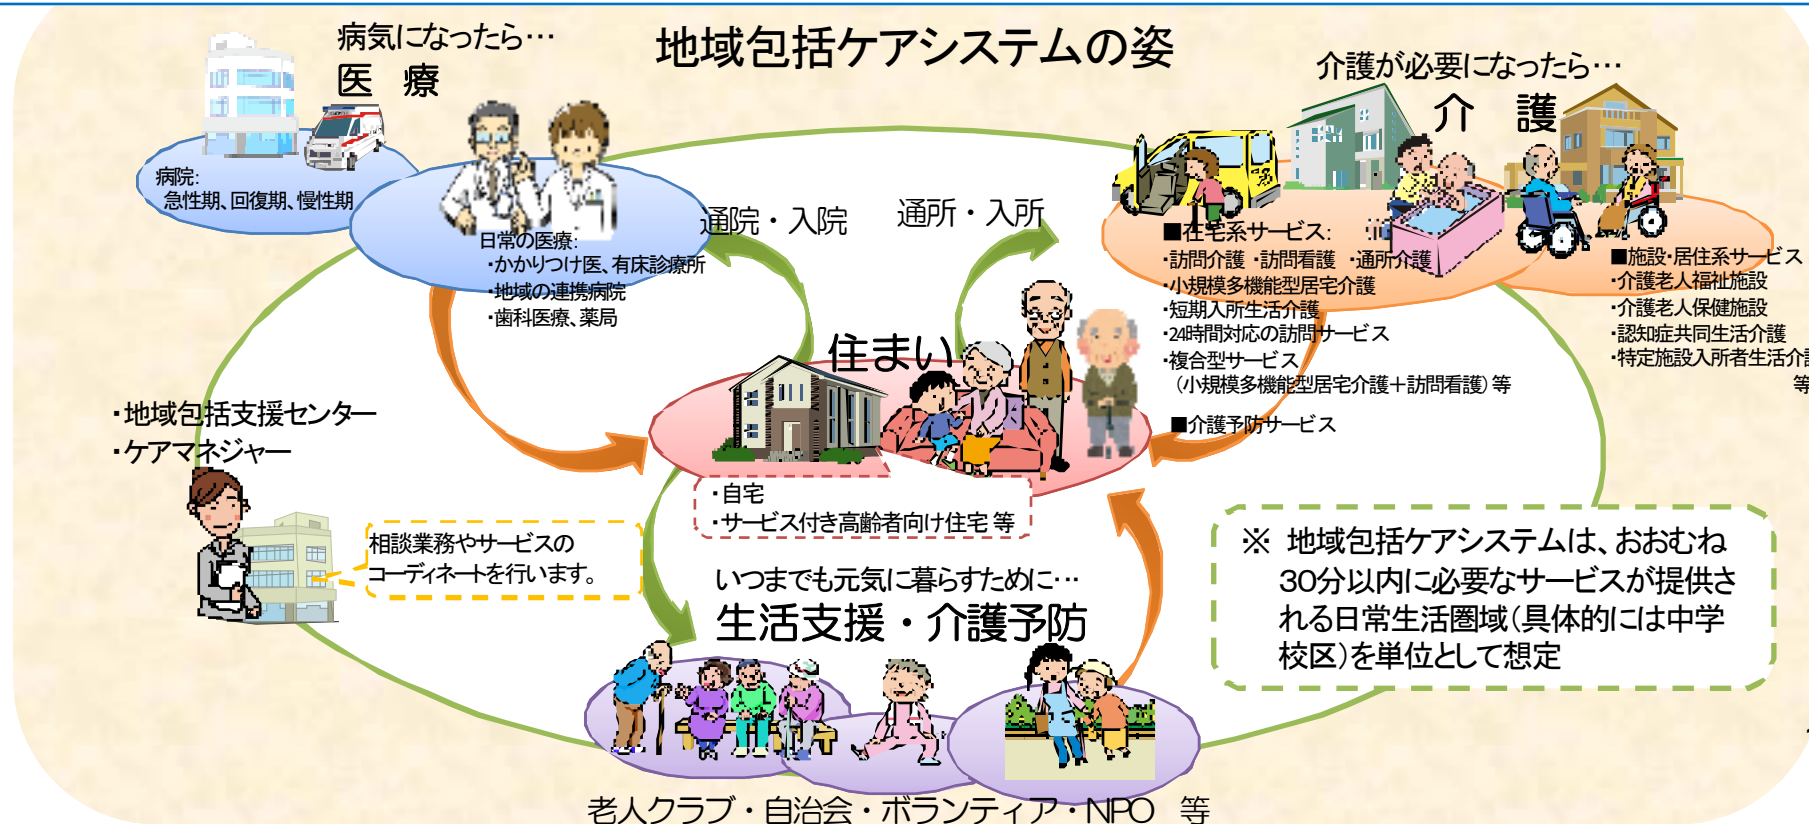 地域包括ケアシステムの姿
病気になったら…
医 療
病院:
急性期、回復期、慢性期
日常の医療:
・かかりつけ医、有床診療所
・地域の連携病院
・歯科医療、薬局
通院・入院
通所・入所
介護が必要になったら…
介 護
■在宅系サービス:
・訪問介護 ・訪問看護 ・通所介護
・小規模多機能型居宅介護
・短期入所生活介護
・24時間対応の訪問サービス
・複合型サービス
(小規模多機能型居宅介護+訪問看護)等
■介護予防サービス
■施設・居住系サービス
・介護老人福祉施設
・介護老人保健施設
・認知症共同生活介護
・特定施設入所者生活介護
等
住まい
・自宅
・サービス付き高齢者向け住宅 等
・地域包括支援センター
・ケアマネジャー
相談業務やサービスの
コーディネートを行います。
いつまでも元気に暮らすために…
生活支援・介護予防
老人クラブ・自治会・ボランティア・NPO 等
※ 地域包括ケアシステムは、おおむね
30分以内に必要なサービスが提供さ
れる日常生活圏域(具体的には中学
校区)を単位として想定